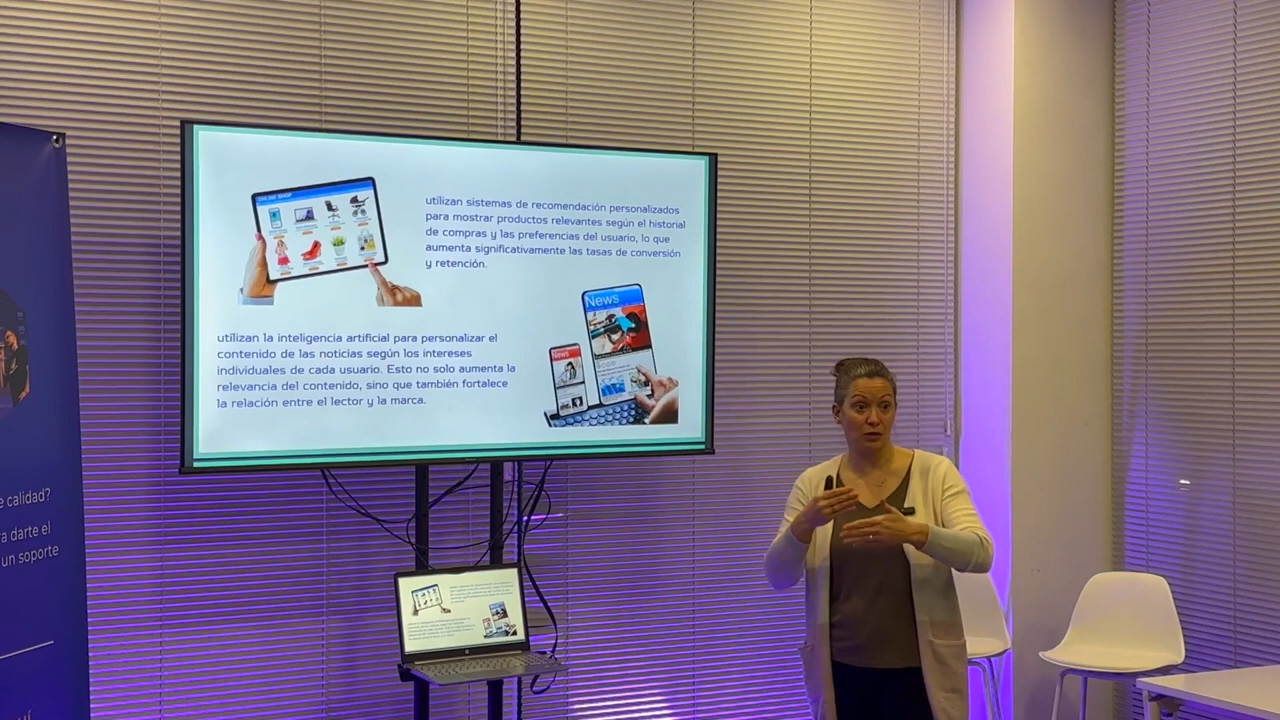 ONLINE SHOP
utilizan sistemas de recomendación personalizados
para mostrar productos relevantes según el historial
de compras y las preferencias del usuario, lo que
aumenta significativamente las tasas de conversión
y retención.
News
News
utilizan la inteligencia artificial para personalizar el
contenido de las noticias según los intereses
individuales de cada usuario. Esto no solo aumenta la
relevancia del contenido, sino que también fortalece
la relación entre el lector y la marca.
calidad?
darte el
un soporte